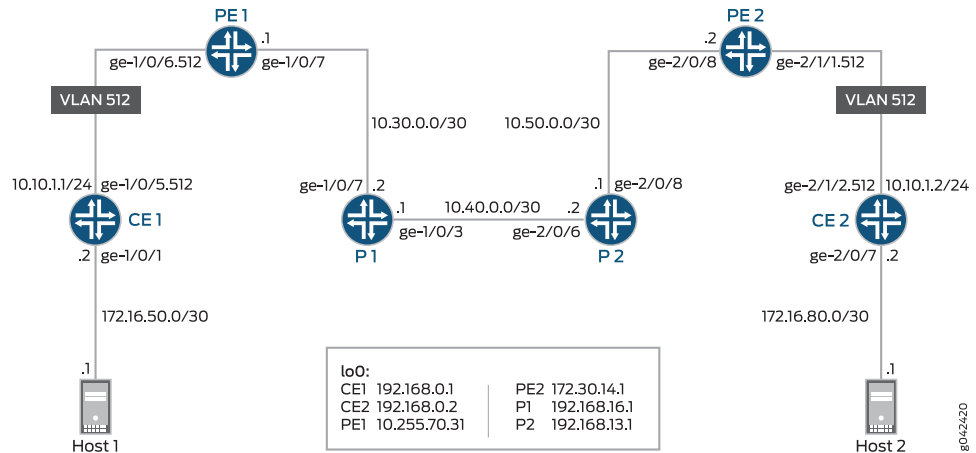 PE 1
PE 2
.1
.2
ge-1/0/6.512
ge-1/0/7
ge-2/0/8
ge-2/1/1.512
VLAN 512
VLAN 512
10.30.0.0/30
10.50.0.0/30
10.10.1.1/24
ge-1/0/5.512
ge-1/0/7
.2
.1
ge-2/0/8
ge-2/1/2.512
10.10.1.2/24
CE 1
.1
10.40.0.0/30
.2
CE 2
ge-1/0/3
ge-2/0/6
.2
ge-1/0/1
P 1
P 2
ge-2/0/7
.2
172.16.50.0/30
172.16.80.0/30
.1
.1
lo0:
CE1 192.168.0.1
CE2 192.168.0.2
PE1 10.255.70.31
PE2 172.30.14.1
P1 192.168.16.1
P2 192.168.13.1
Host 1
Host 2
g042420